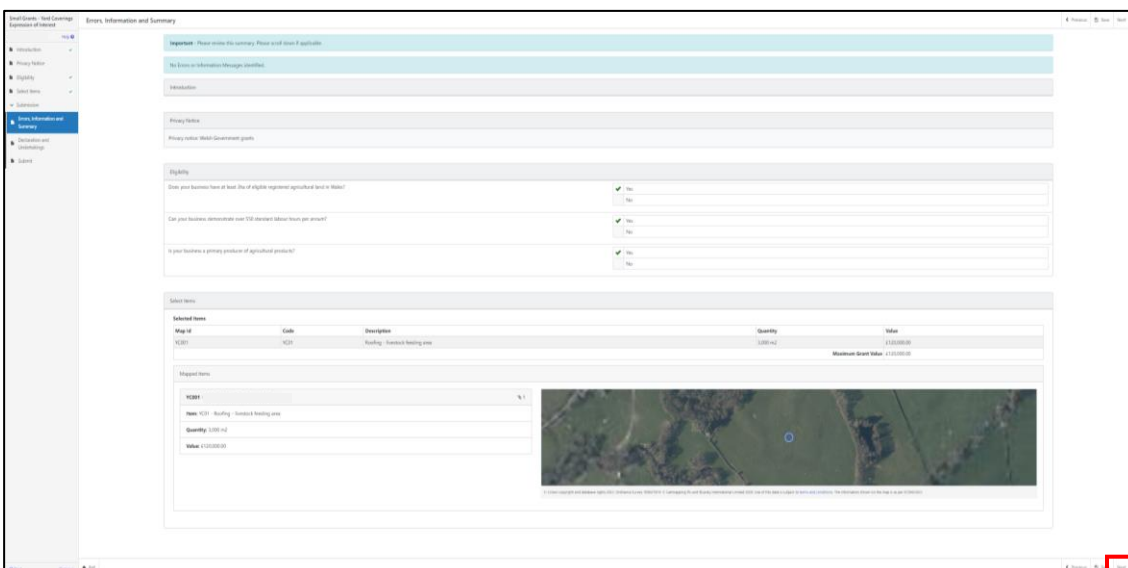 Small Grants - Yard Coverings
Expression of Interest
Errors, Information and Summary
Previous
Save
Next
Help
Introduction
Privacy Notice
Eligibility
Select Items
Submission
Errors, Information and
Summary
Declaration and
Undertakings
Submit
Important - Please review this summary. Please scroll down if applicable.
No Errors or Information Messages identified.
Introduction
Privacy Notice
Privacy notice: Welsh Government grants
Eligibility
Does your business have at least 3ha of eligible registered agricultural land in Wales?
Yes
No
Can your business demonstrate over 550 standard labour hours per annum?
Yes
No
Is your business a primary producer of agricultural products?
Yes
No
Select Items
Selected Items
Map Id Code Description Quantity Value
YC001 YC01 Roofing - livestock feeding area 3,000 m2 £120,000.00
Maximum Grant Value £120,000.00
Mapped Items
YC001
Item: YC01 - Roofing - livestock feeding area
Quantity: 3,000 m2
Value: £120,000.00
Previous
Next